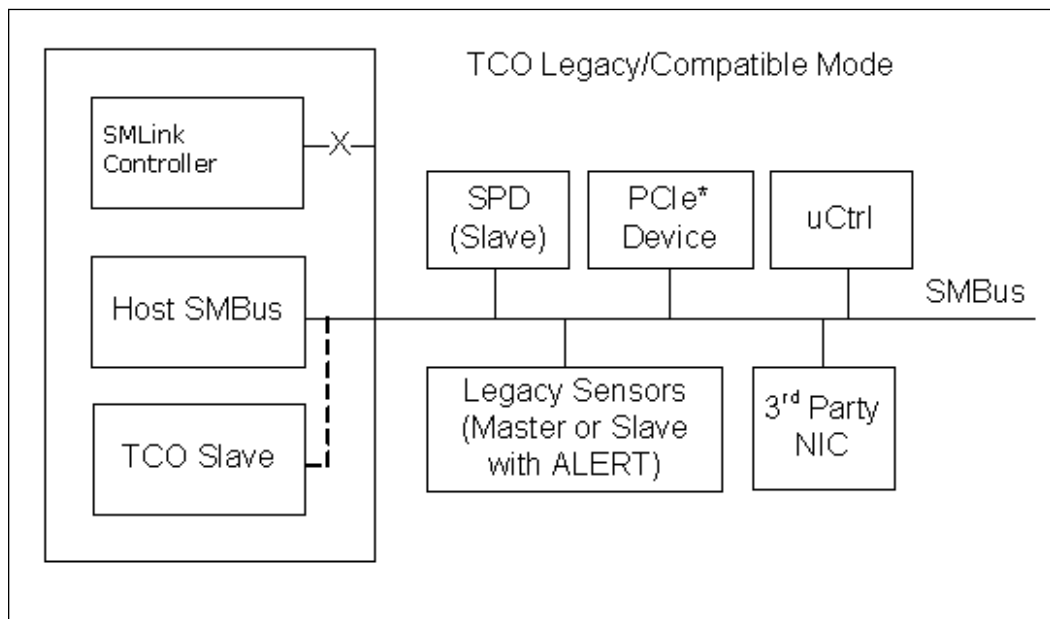 TCO Legacy/Compatible Mode
SMLink
Controller
X
SPD
(Slave)
PCIe*
Device
uCtrl
Host SMBus
SMBus
Legacy Sensors
(Master or Slave
with ALERT)
3rd Party
NIC
TCO Slave